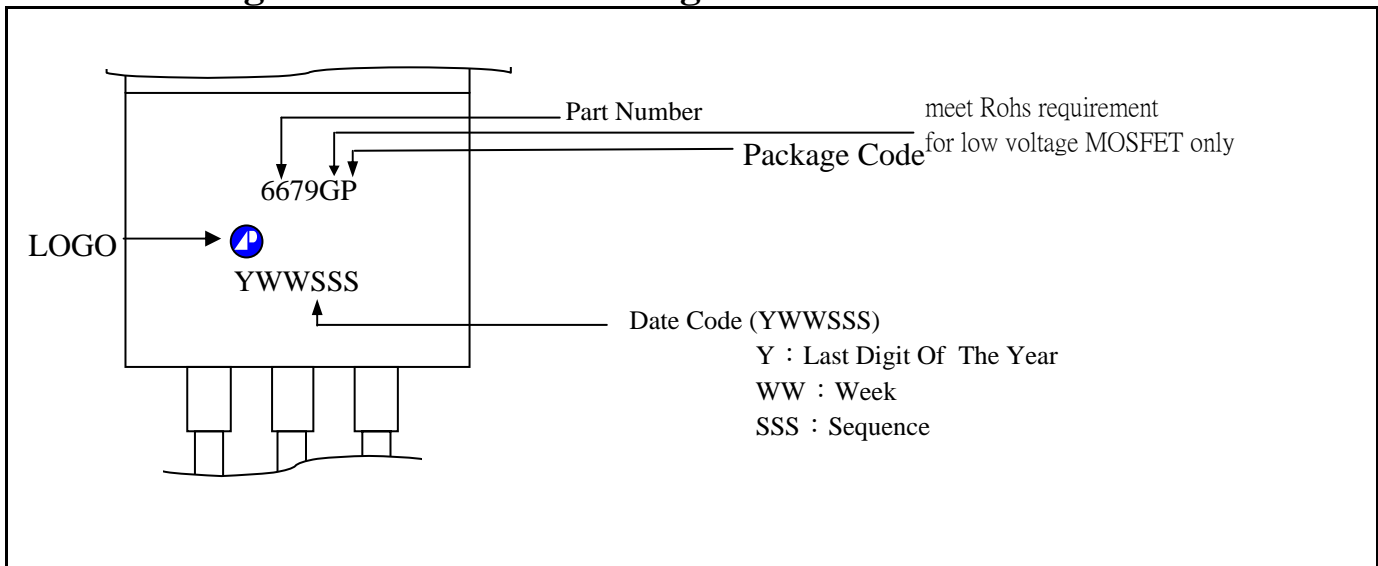 Part Number
meet Rohs requirement
for low voltage MOSFET only
Package Code
6679GP
LOGO
YWWSSS
Date Code (YWWSSS)
Y：Last Digit Of The Year
WW：Week
SSS：Sequence